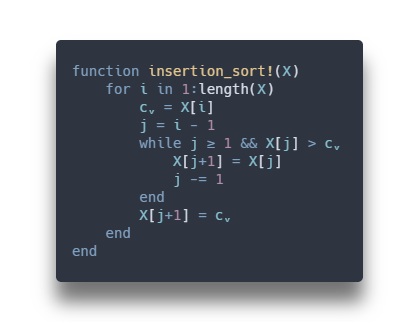 function insertion_sort!(X)
    for i in 1:length(X)
        cᵥ = X[i]
        j = i - 1
        while j ≥ 1 && X[j] > cᵥ
            X[j+1] = X[j]
            j -= 1
        end
        X[j+1] = cᵥ
    end
end